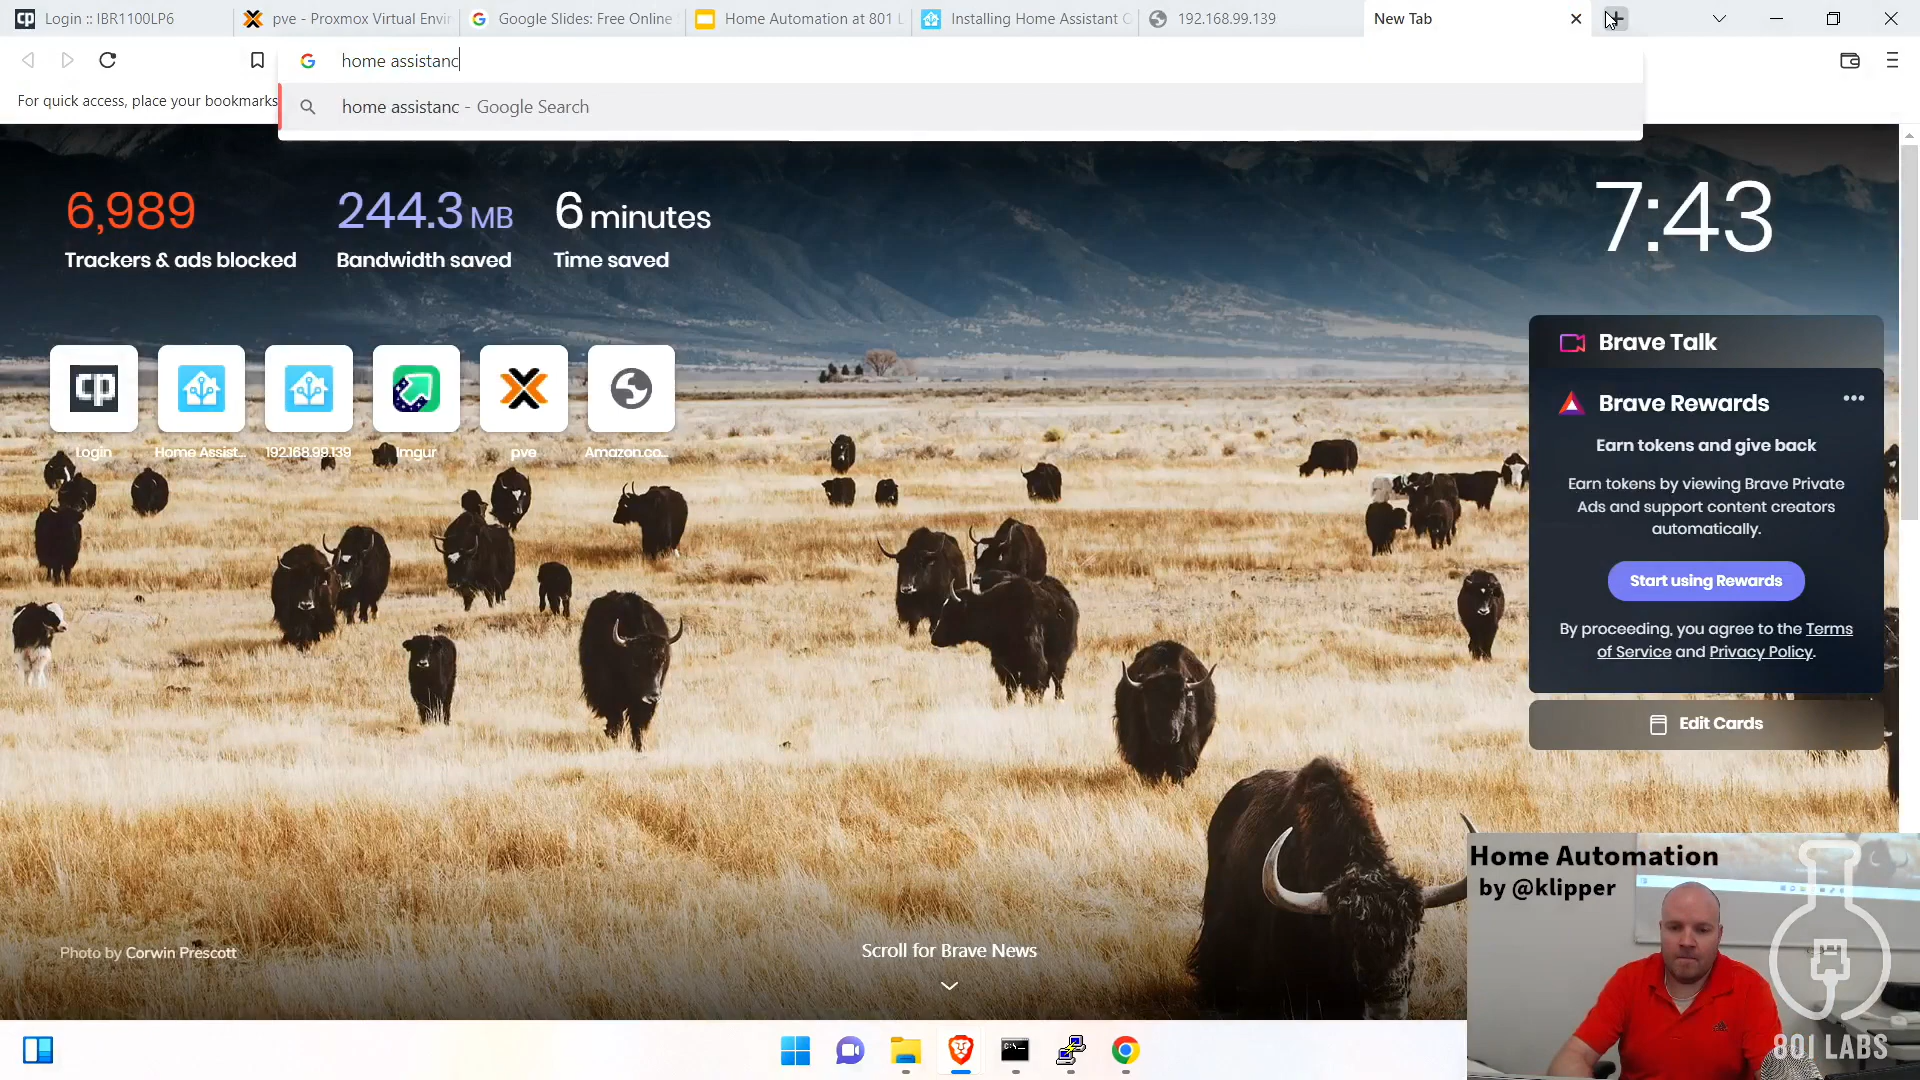 Login :: IBR1100LP6
pve - Proxmox Virtual Envir
Google Slides: Free Online
Home Automation at 801 L
Installing Home Assistant
192.168.99.139
New Tab
home assistanc
home assistanc - Google Search
For quick access, place your bookmarks
6,989
Trackers & ads blocked
244.3 MB
Bandwidth saved
6 minutes
Time saved
7:43
Login
Home Assist...
192.168.99.139
Imgur
pve
Amazon.co...
Brave Talk
Brave Rewards
Earn tokens and give back
Earn tokens by viewing Brave Private
Ads and support content creators
automatically.
Start using Rewards
By proceeding, you agree to the Terms
of Service and Privacy Policy.
Edit Cards
Photo by Corwin Prescott
Scroll for Brave News
Home Automation
by @klipper
801 LABS